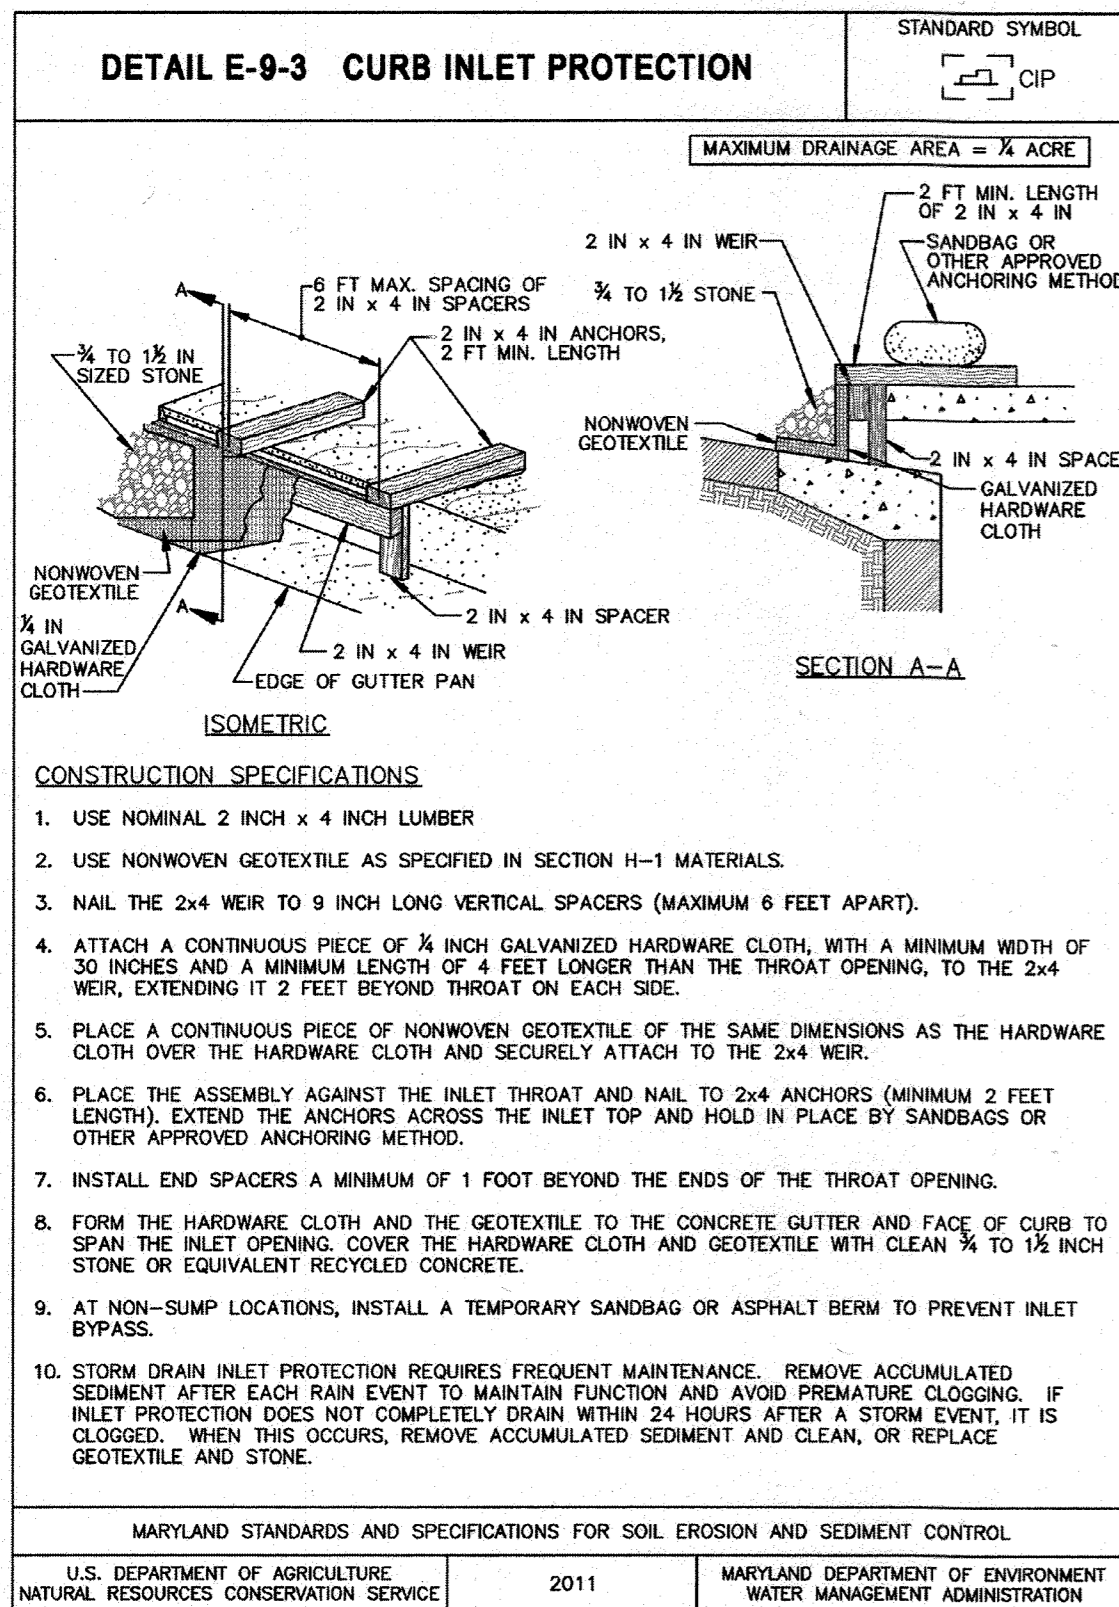 DETAIL E-9-3 CURB INLET PROTECTION
STANDARD SYMBOL
CIP
MAXIMUM DRAINAGE AREA = ¼ ACRE
6 FT MAX. SPACING OF
2 IN x 4 IN SPACERS
2 IN x 4 IN ANCHORS,
2 FT MIN. LENGTH
A
¾ TO 1½ IN
SIZED STONE
NONWOVEN
GEOTEXTILE
A
¼ IN
GALVANIZED
HARDWARE
CLOTH
2 IN x 4 IN SPACER
2 IN x 4 IN WEIR
EDGE OF GUTTER PAN
ISOMETRIC
2 FT MIN. LENGTH
OF 2 IN x 4 IN
2 IN x 4 IN WEIR
SANDBAG OR
OTHER APPROVED
ANCHORING METHOD
¾ TO 1½ STONE
NONWOVEN
GEOTEXTILE
2 IN x 4 IN SPACE
GALVANIZED
HARDWARE
CLOTH
SECTION A-A
CONSTRUCTION SPECIFICATIONS
1. USE NOMINAL 2 INCH x 4 INCH LUMBER
2. USE NONWOVEN GEOTEXTILE AS SPECIFIED IN SECTION H-1 MATERIALS.
3. NAIL THE 2x4 WEIR TO 9 INCH LONG VERTICAL SPACERS (MAXIMUM 6 FEET APART).
4. ATTACH A CONTINUOUS PIECE OF ¼ INCH GALVANIZED HARDWARE CLOTH, WITH A MINIMUM WIDTH OF
30 INCHES AND A MINIMUM LENGTH OF 4 FEET LONGER THAN THE THROAT OPENING, TO THE 2x4
WEIR, EXTENDING IT 2 FEET BEYOND THROAT ON EACH SIDE.
5. PLACE A CONTINUOUS PIECE OF NONWOVEN GEOTEXTILE OF THE SAME DIMENSIONS AS THE HARDWARE
CLOTH OVER THE HARDWARE CLOTH AND SECURELY ATTACH TO THE 2x4 WEIR.
6. PLACE THE ASSEMBLY AGAINST THE INLET THROAT AND NAIL TO 2x4 ANCHORS (MINIMUM 2 FEET
LENGTH). EXTEND THE ANCHORS ACROSS THE INLET TOP AND HOLD IN PLACE BY SANDBAGS OR
OTHER APPROVED ANCHORING METHOD.
7. INSTALL END SPACERS A MINIMUM OF 1 FOOT BEYOND THE ENDS OF THE THROAT OPENING.
8. FORM THE HARDWARE CLOTH AND THE GEOTEXTILE TO THE CONCRETE GUTTER AND FACE OF CURB TO
SPAN THE INLET OPENING. COVER THE HARDWARE CLOTH AND GEOTEXTILE WITH CLEAN ¾ TO 1½ INCH
STONE OR EQUIVALENT RECYCLED CONCRETE.
9. AT NON-SUMP LOCATIONS, INSTALL A TEMPORARY SANDBAG OR ASPHALT BERM TO PREVENT INLET
BYPASS.
10. STORM DRAIN INLET PROTECTION REQUIRES FREQUENT MAINTENANCE. REMOVE ACCUMULATED
SEDIMENT AFTER EACH RAIN EVENT TO MAINTAIN FUNCTION AND AVOID PREMATURE CLOGGING. IF
INLET PROTECTION DOES NOT COMPLETELY DRAIN WITHIN 24 HOURS AFTER A STORM EVENT, IT IS
CLOGGED. WHEN THIS OCCURS, REMOVE ACCUMULATED SEDIMENT AND CLEAN, OR REPLACE
GEOTEXTILE AND STONE.
MARYLAND STANDARDS AND SPECIFICATIONS FOR SOIL EROSION AND SEDIMENT CONTROL
U.S. DEPARTMENT OF AGRICULTURE
NATURAL RESOURCES CONSERVATION SERVICE
2011
MARYLAND DEPARTMENT OF ENVIRONMENT
WATER MANAGEMENT ADMINISTRATION